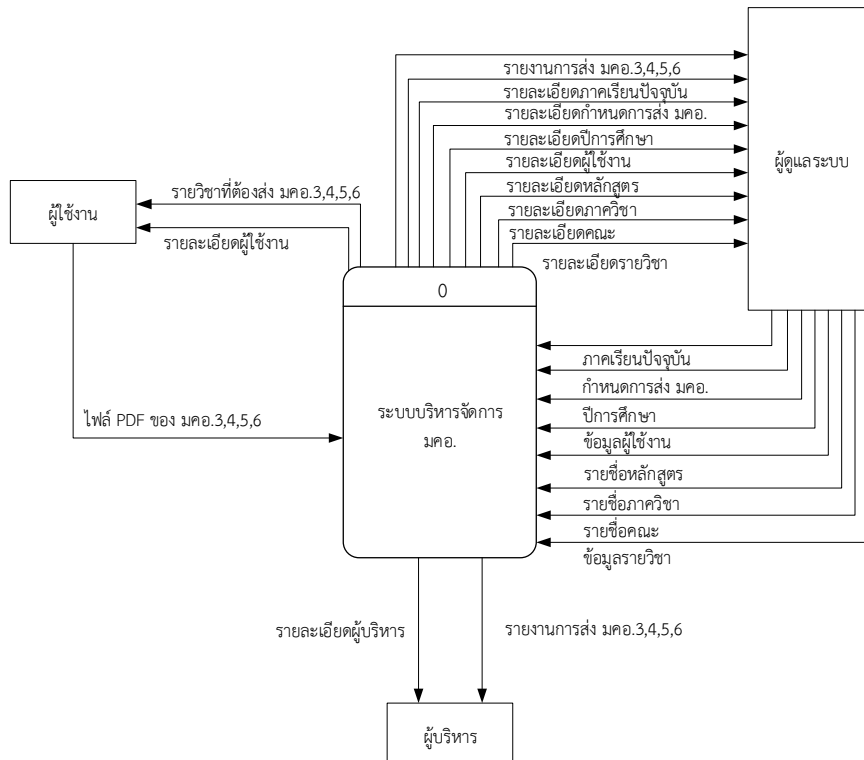 รายงานการส่ง มคอ.3,4,5,6
รายละเอียดภาคเรียนปัจจุบัน
รายละเอียดกำหนดการส่ง มคอ.
รายละเอียดปีการศึกษา
รายละเอียดผู้ใช้งาน
รายละเอียดหลักสูตร
รายละเอียดภาควิชา
รายละเอียดคณะ
รายละเอียดรายวิชา
ผู้ดูแลระบบ
ผู้ใช้งาน
รายวิชาที่ต้องส่ง มคอ.3,4,5,6
รายละเอียดผู้ใช้งาน
0
ระบบบริหารจัดการ
มคอ.
ไฟล์ PDF ของ มคอ.3,4,5,6
ภาคเรียนปัจจุบัน
กำหนดการส่ง มคอ.
ปีการศึกษา
ข้อมูลผู้ใช้งาน
รายชื่อหลักสูตร
รายชื่อภาควิชา
รายชื่อคณะ
ข้อมูลรายวิชา
รายละเอียดผู้บริหาร
รายงานการส่ง มคอ.3,4,5,6
ผู้บริหาร